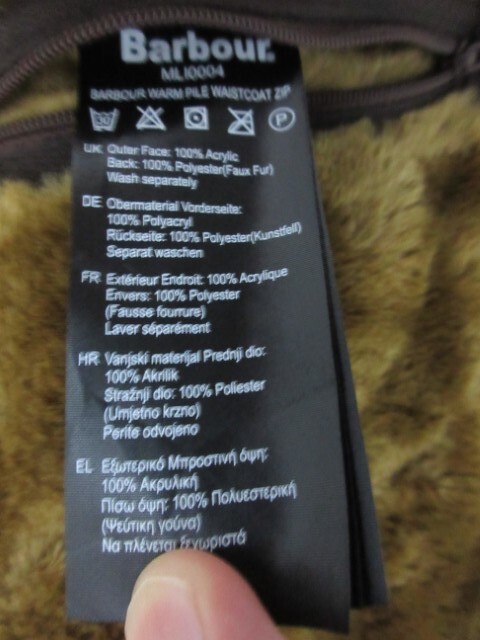 Barbour.
MLI0004
BARBOUR WARM PILE WAISTCOAT ZIP
30 P
UK Outer Face: 100% Acrylic
Back: 100% Polyester(Faux Fur)
Wash separately
DE Obermaterial Vorderseite:
100% Polyacryl
Rückseite: 100% Polyester(Kunstfell)
Separat waschen
FR Extérieur Endroit: 100% Acrylique
Envers: 100% Polyester
(Fausse fourrure)
Laver séparément
HR Vanjski materijal Prednji dio:
100% Akrilik
Stražnji dio: 100% Poliester
(Umjetno krzno)
Perite odvojeno
EL Εξωτερικό Μπροστινή όψη:
100% Ακρυλική
Πίσω όψη: 100% Πολυεστερική
(Ψεύτικη γούνα)
Να πλένεται ξεχωριστά